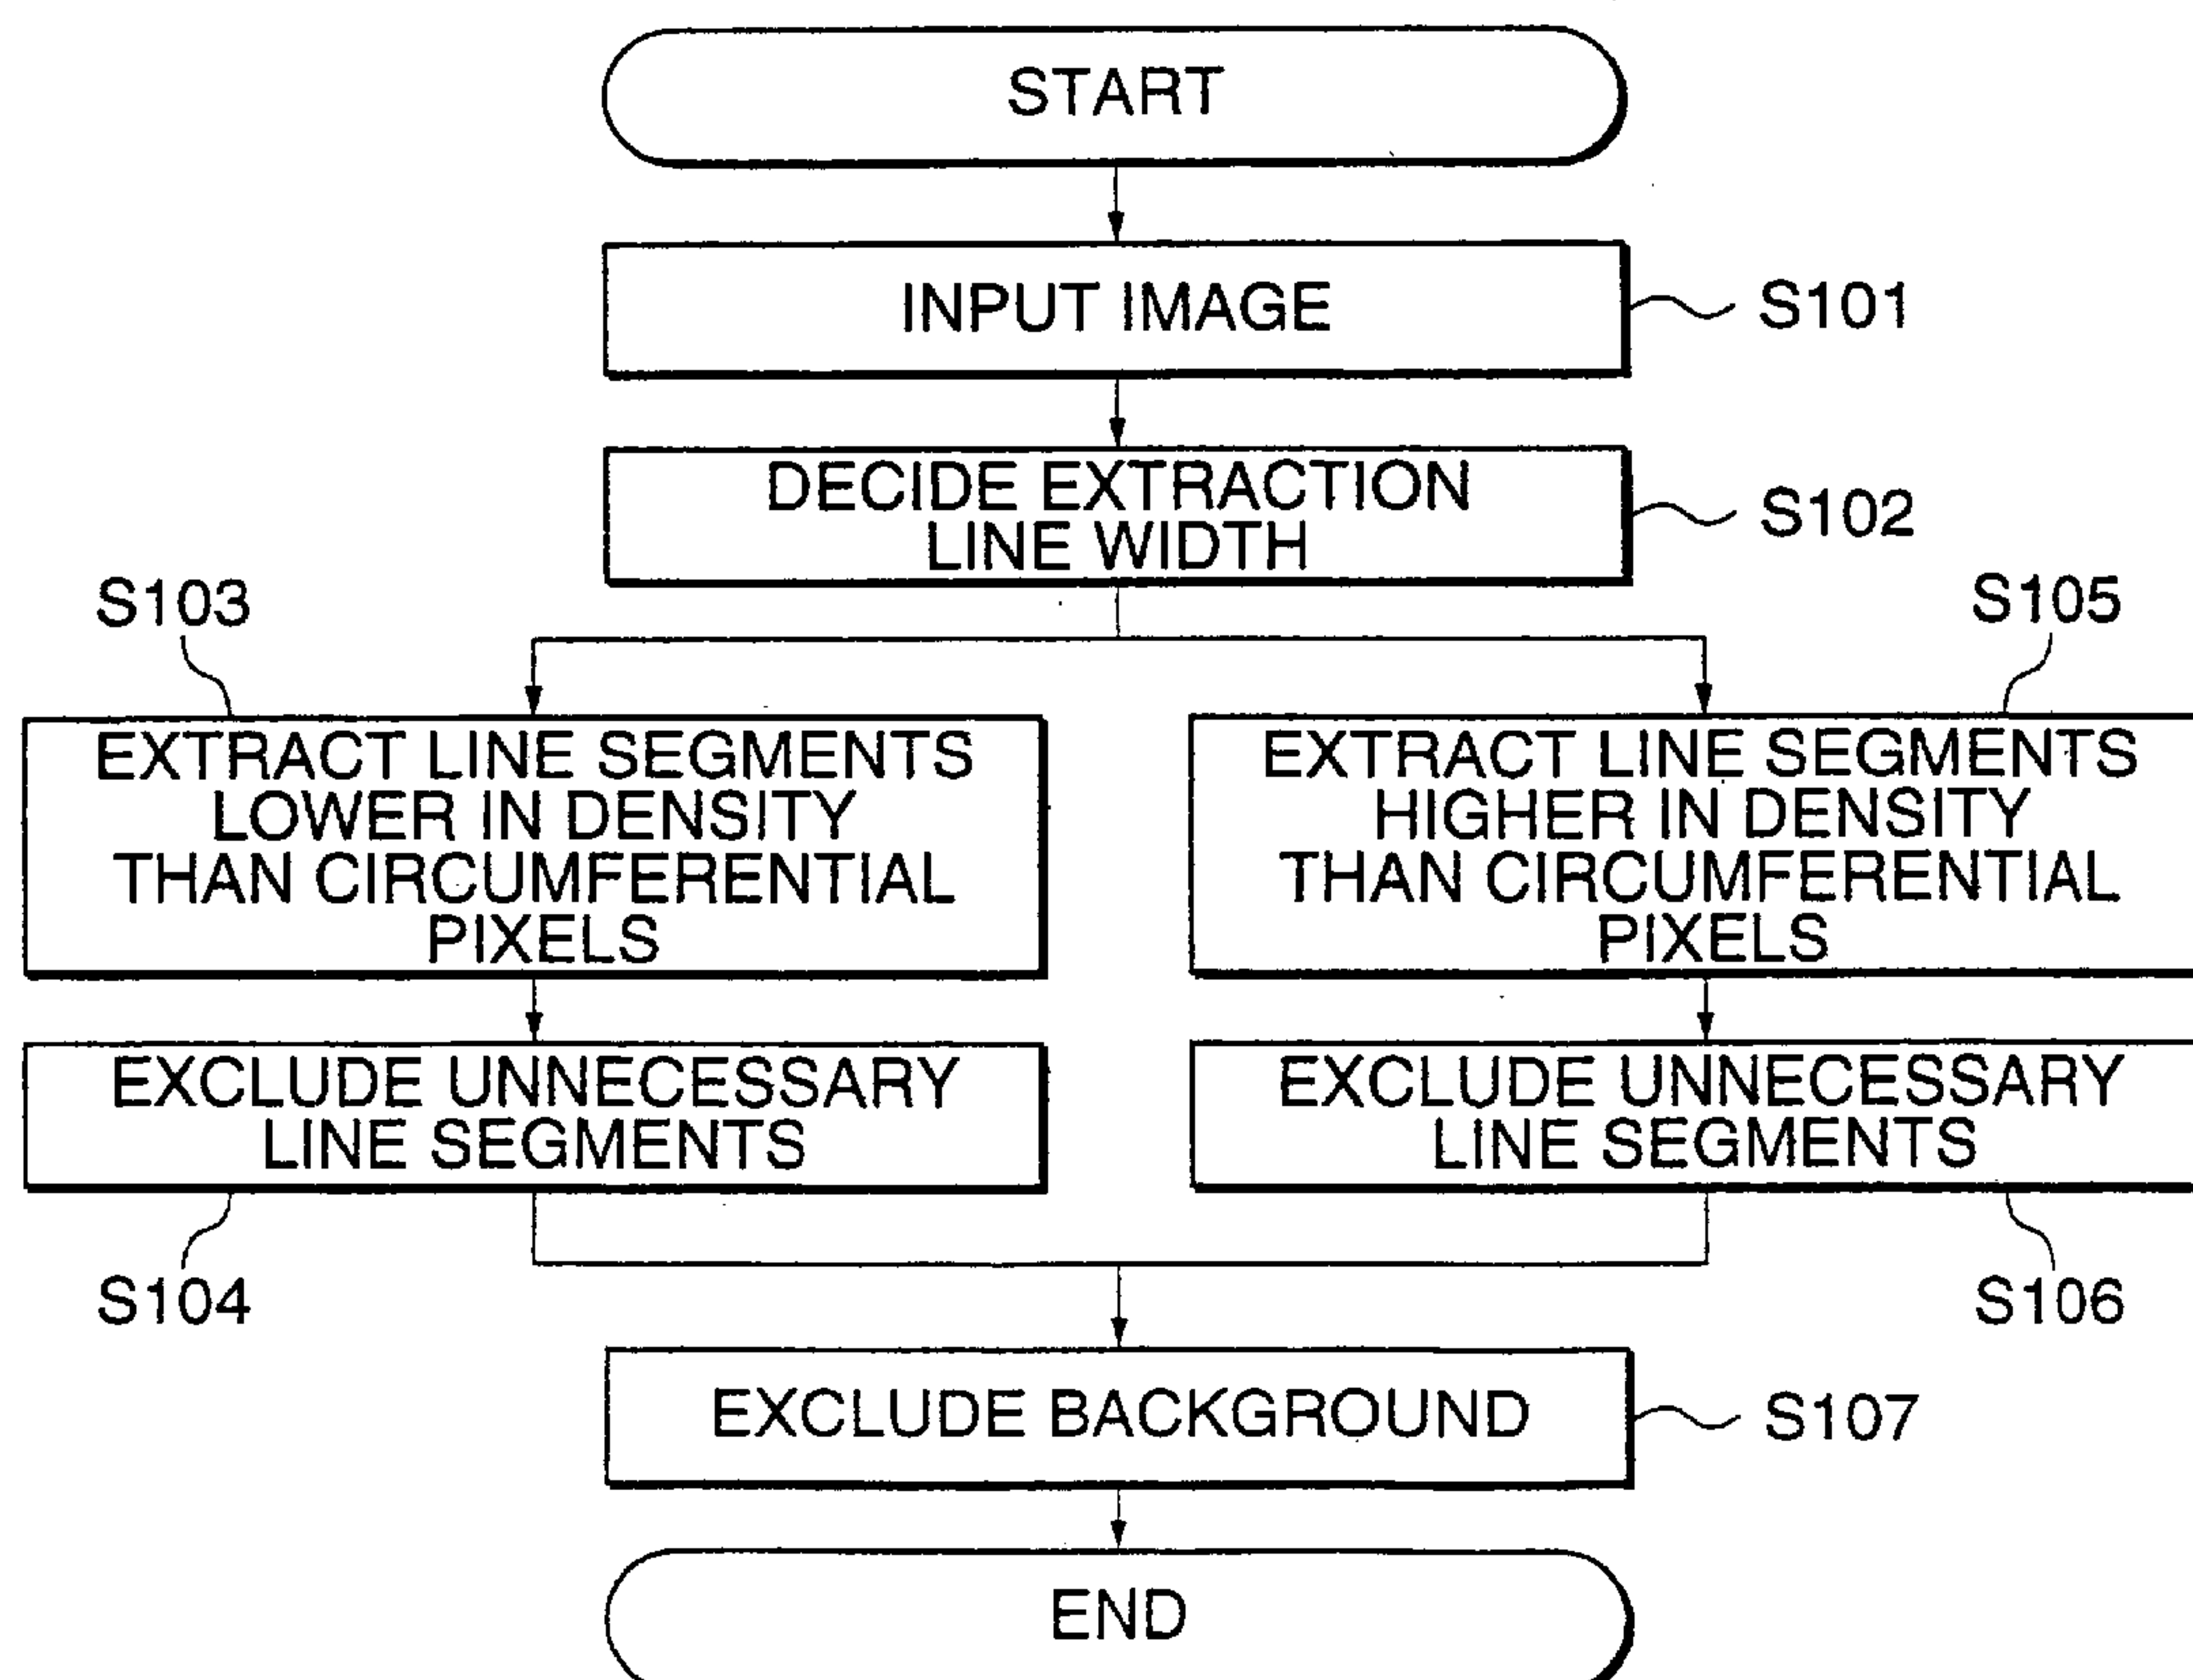 START
INPUT IMAGE
S101
DECIDE EXTRACTION
LINE WIDTH
S102
S103
S105
EXTRACT LINE SEGMENTS
LOWER IN DENSITY
THAN CIRCUMFERENTIAL
PIXELS
EXTRACT LINE SEGMENTS
HIGHER IN DENSITY
THAN CIRCUMFERENTIAL
PIXELS
EXCLUDE UNNECESSARY
LINE SEGMENTS
EXCLUDE UNNECESSARY
LINE SEGMENTS
S104
S106
EXCLUDE BACKGROUND
S107
END